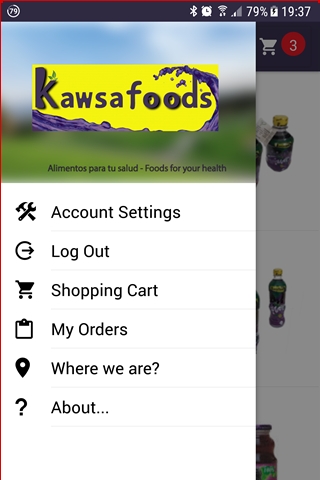 79
79% 19:37
3
Kawsafoods
Alimentos para tu salud - Foods for your health
Account Settings
Log Out
Shopping Cart
My Orders
Where we are?
About...